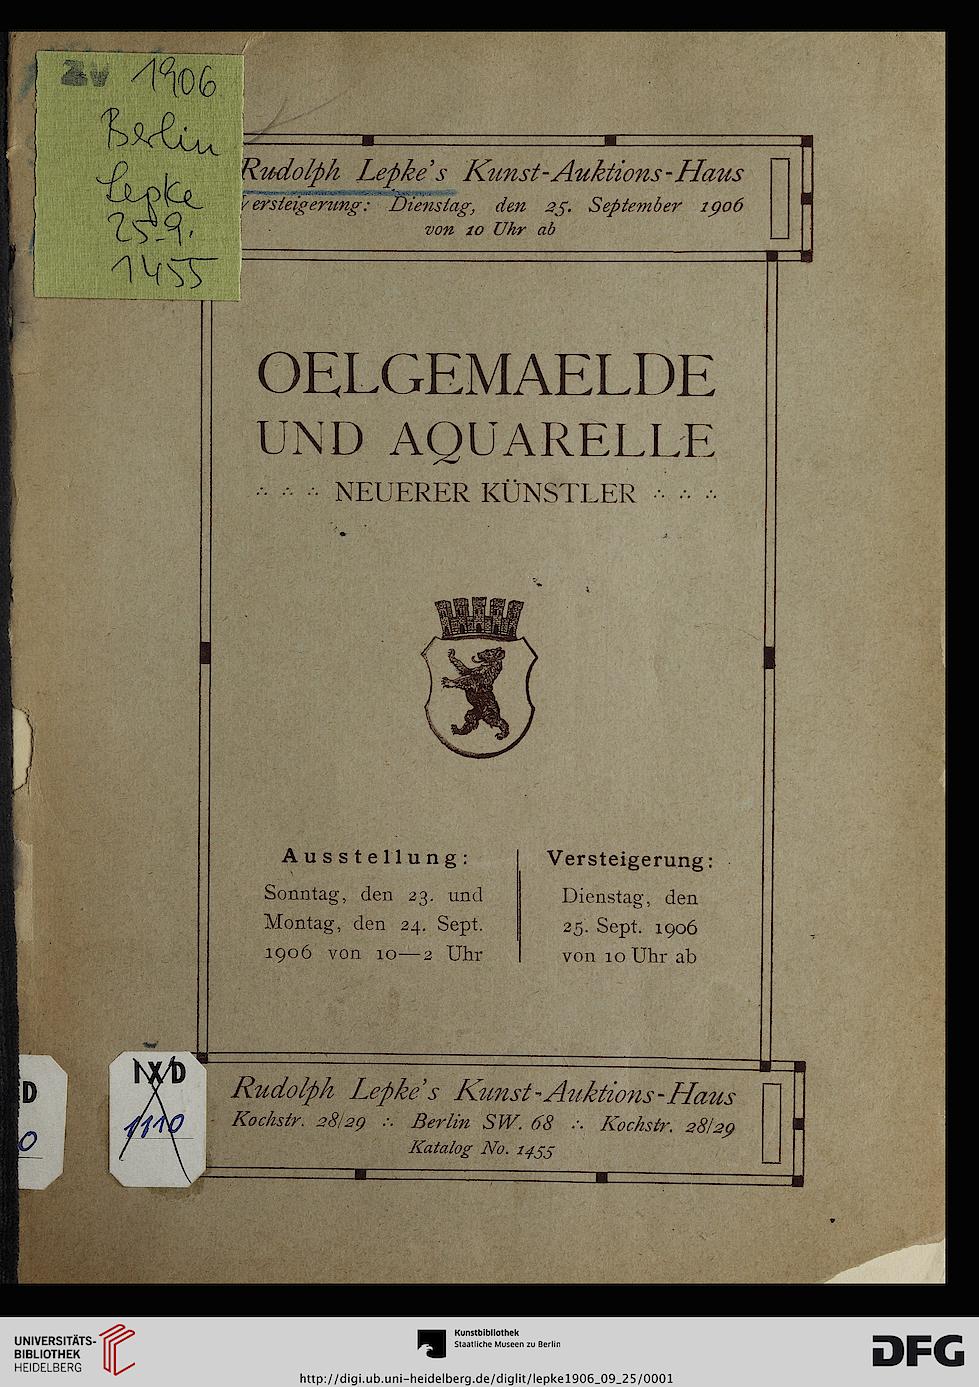 ZV 1906
Berlin
Lepke
25.9.
1455
Rudolph Lepke's Kunst-Auktions-Haus
Versteigerung: Dienstag, den 25. September 1906
von 10 Uhr ab
OELGEMAELDE
UND AQUARELLE
NEUERER KÜNSTLER
Ausstellung:
Sonntag, den 23. und
Montag, den 24. Sept.
1906 von 10—2 Uhr
Versteigerung:
Dienstag, den
25. Sept. 1906
von 10 Uhr ab
D
0
IXD
1110
Rudolph Lepke's Kunst-Auktions-Haus
Kochstr. 28/29 ∴ Berlin SW. 68 ∴ Kochstr. 28/29
Katalog No. 1455
UNIVERSITÄTS-
BIBLIOTHEK
HEIDELBERG
Kunstbibliothek
Staatliche Museen zu Berlin
DFG
http://digi.ub.uni-heidelberg.de/diglit/lepke1906_09_25/0001